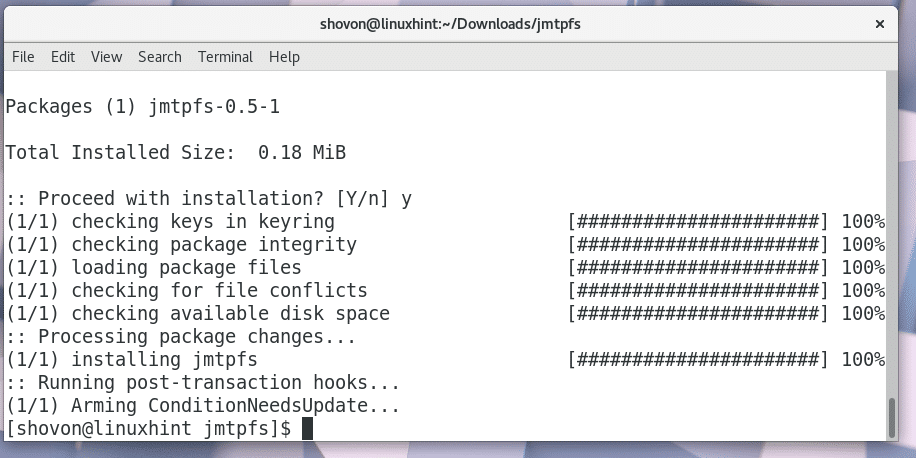 shovon@linuxhint:~/Downloads/jmtpfs ×
File Edit View Search Terminal Help
Packages (1) jmtpfs-0.5-1
Total Installed Size:  0.18 MiB
:: Proceed with installation? [Y/n] y
(1/1) checking keys in keyring [######################] 100%
(1/1) checking package integrity [######################] 100%
(1/1) loading package files [######################] 100%
(1/1) checking for file conflicts [######################] 100%
(1/1) checking available disk space [######################] 100%
:: Processing package changes...
(1/1) installing jmtpfs [######################] 100%
:: Running post-transaction hooks...
(1/1) Arming ConditionNeedsUpdate...
[shovon@linuxhint jmtpfs]$